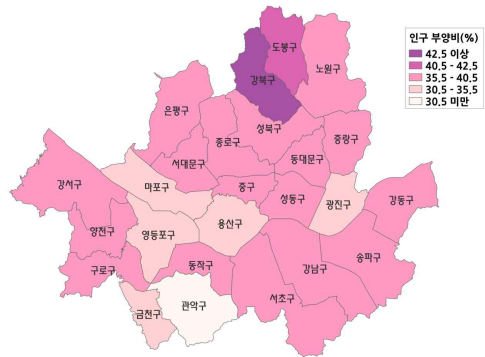 인구 부양비(%)
42.5 이상
40.5 - 42.5
35.5 - 40.5
30.5 - 35.5
30.5 미만
도봉구
노원구
강북구
은평구
성북구
중랑구
종로구
동대문구
서대문구
강서구
마포구
중구
성동구
광진구
강동구
양천구
영등포구
용산구
송파구
구로구
동작구
강남구
서초구
금천구
관악구